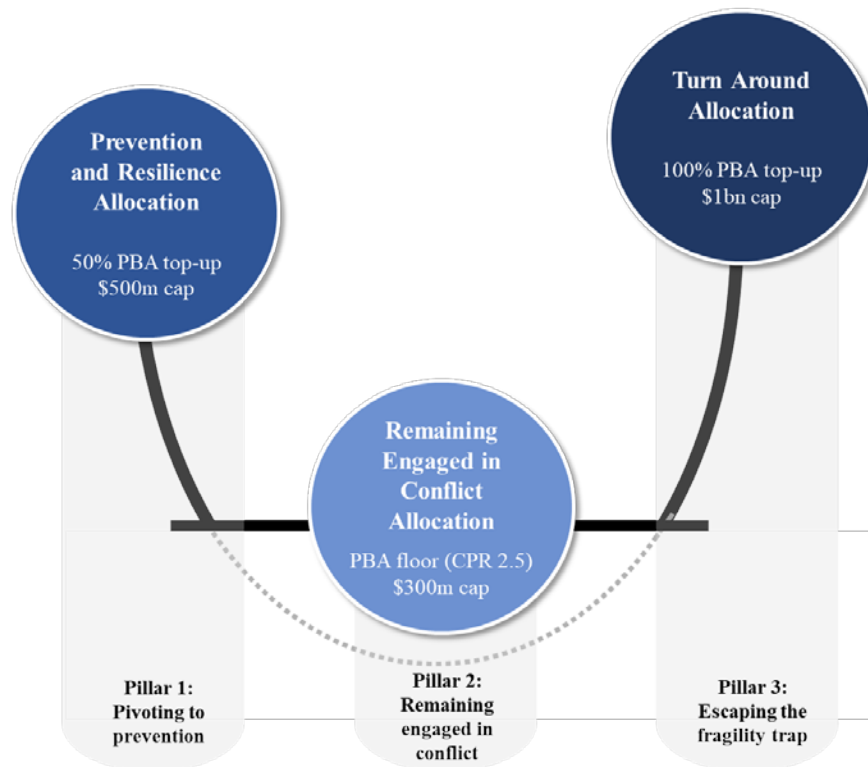 Prevention
and Resilience
Allocation
50% PBA top-up
$500m cap
Remaining
Engaged in
Conflict
Allocation
PBA floor (CPR 2.5)
$300m cap
Turn Around
Allocation
100% PBA top-up
$1bn cap
Pillar 1:
Pivoting to
prevention
Pillar 2:
Remaining
engaged in
conflict
Pillar 3:
Escaping the
fragility trap